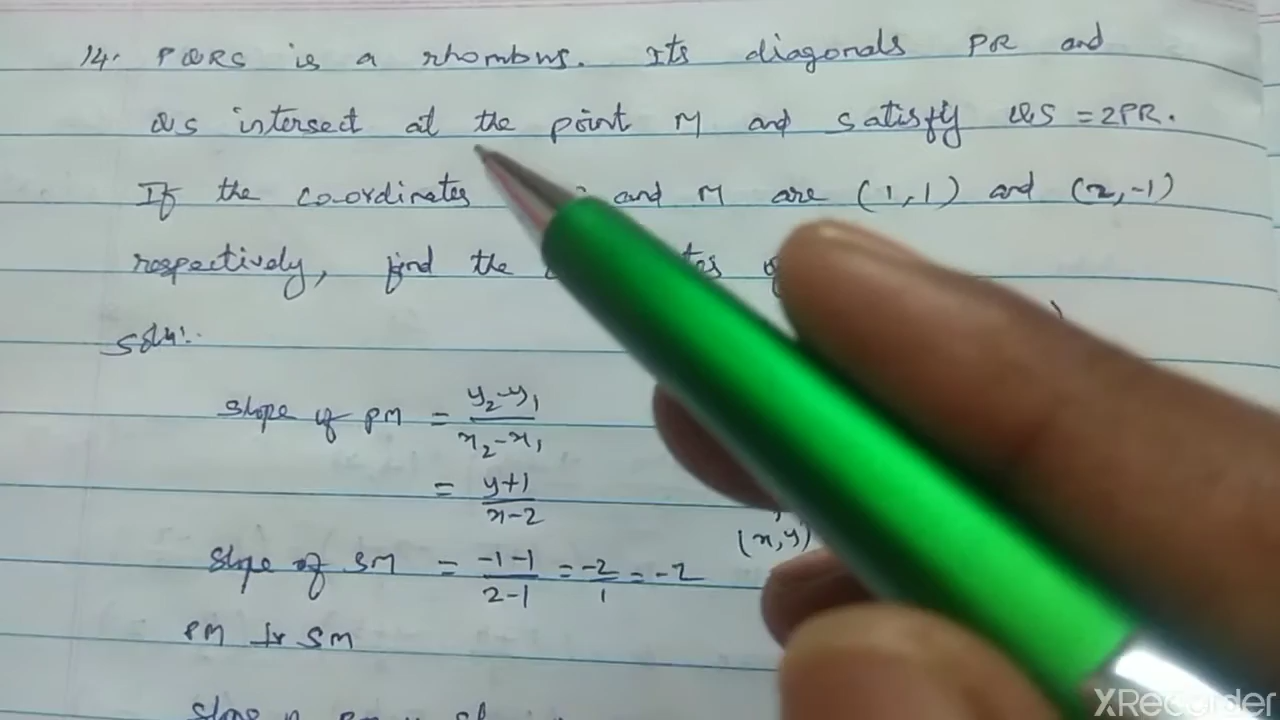 14. PQRS is a rhombus. Its diagonals PR and
QS intersect at the point M and satisfy QS = 2PR.
If the co-ordinates and M are (1,1) and (2,-1)
respectively, find the
Soln:
Slope of PM = y₂-y₁/x₂-x₁
= y+1/x-2
(x,y)
Slope of SM = -1-1/2-1 = -2/1 = -2
PM ⊥r SM
XRecorder